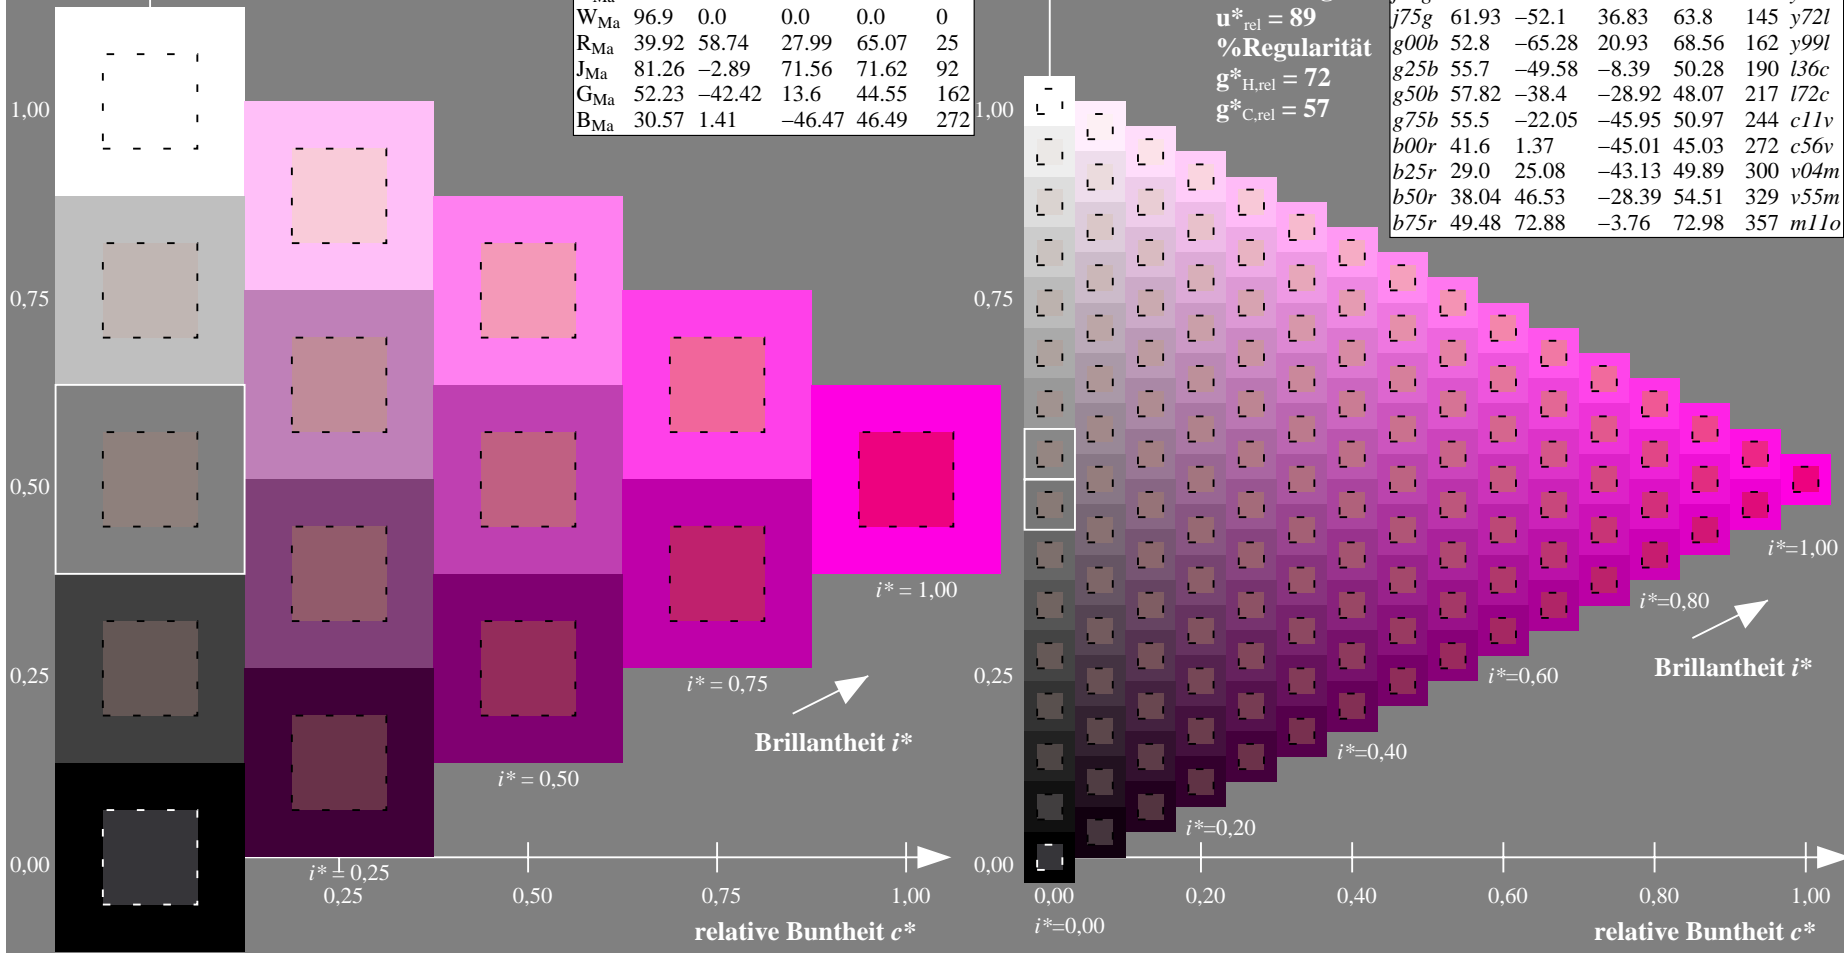 W_Ma 96.9 0.0 0.0 0.0 0
R_Ma 39.92 58.74 27.99 65.07 25
J_Ma 81.26 −2.89 71.56 71.62 92
G_Ma 52.23 −42.42 13.6 44.55 162
B_Ma 30.57 1.41 −46.47 46.49 272
1,00
0,75
0,50
0,25
0,00
i* = 1,00
i* = 0,75
i* = 0,50
i* = 0,25
Brillantheit i*
0,25 0,50 0,75 1,00
relative Buntheit c*
u*rel = 89
%Regularität
g*H,rel = 72
g*C,rel = 57
j75g 61.93 −52.1 36.83 63.8 145 y72l
g00b 52.8 −65.28 20.93 68.56 162 y99l
g25b 55.7 −49.58 −8.39 50.28 190 l36c
g50b 57.82 −38.4 −28.92 48.07 217 l72c
g75b 55.5 −22.05 −45.95 50.97 244 c11v
b00r 41.6 1.37 −45.01 45.03 272 c56v
b25r 29.0 25.08 −43.13 49.89 300 v04m
b50r 38.04 46.53 −28.39 54.51 329 v55m
b75r 49.48 72.88 −3.76 72.98 357 m11o
1,00
0,75
0,50
0,25
0,00
i*=1,00
i*=0,80
i*=0,60
i*=0,40
i*=0,20
Brillantheit i*
0,00 0,20 0,40 0,60 0,80 1,00
i*=0,00
relative Buntheit c*